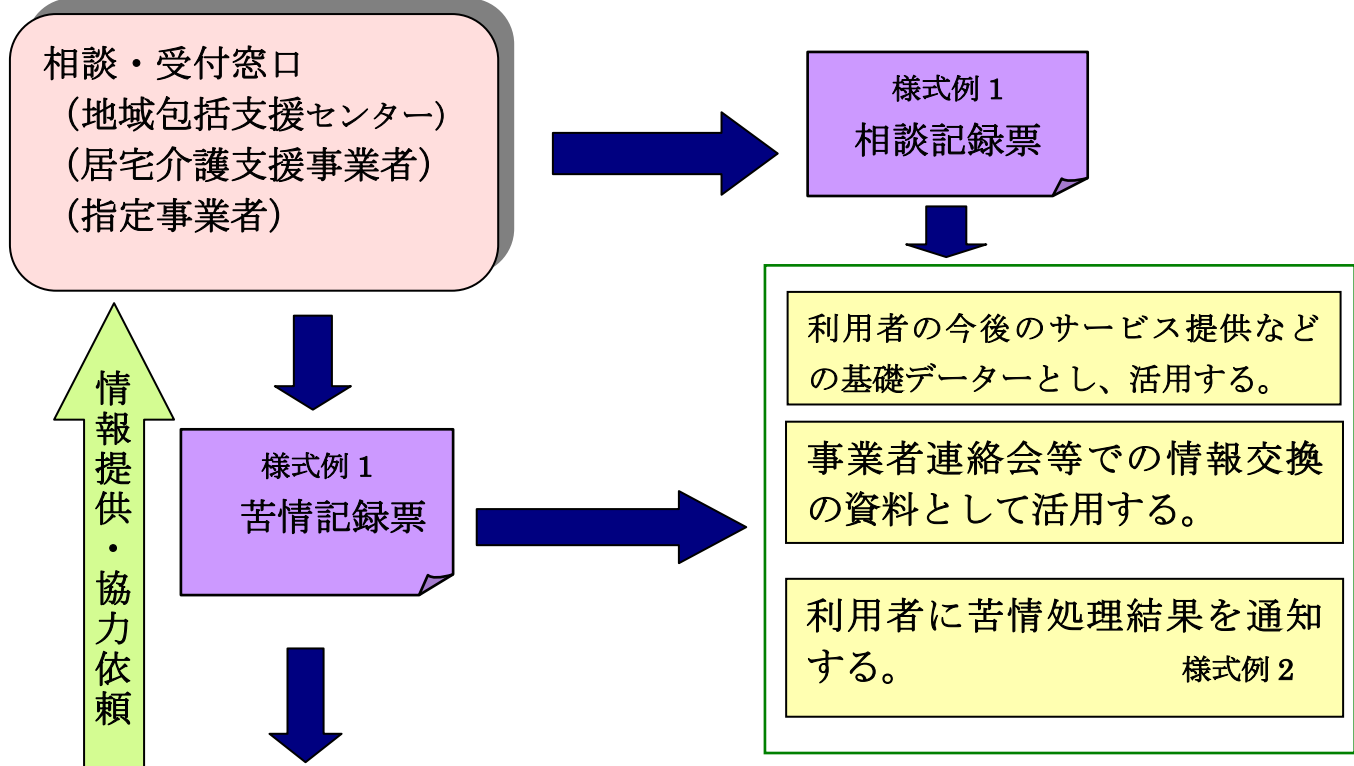 相談・受付窓口
（地域包括支援センター）
（居宅介護支援事業者）
（指定事業者）
様式例１
相談記録票
利用者の今後のサービス提供など
の基礎データーとし、活用する。
事業者連絡会等での情報交換
の資料として活用する。
利用者に苦情処理結果を通知
する。 様式例２
様式例１
苦情記録票
情報提供・協力依頼